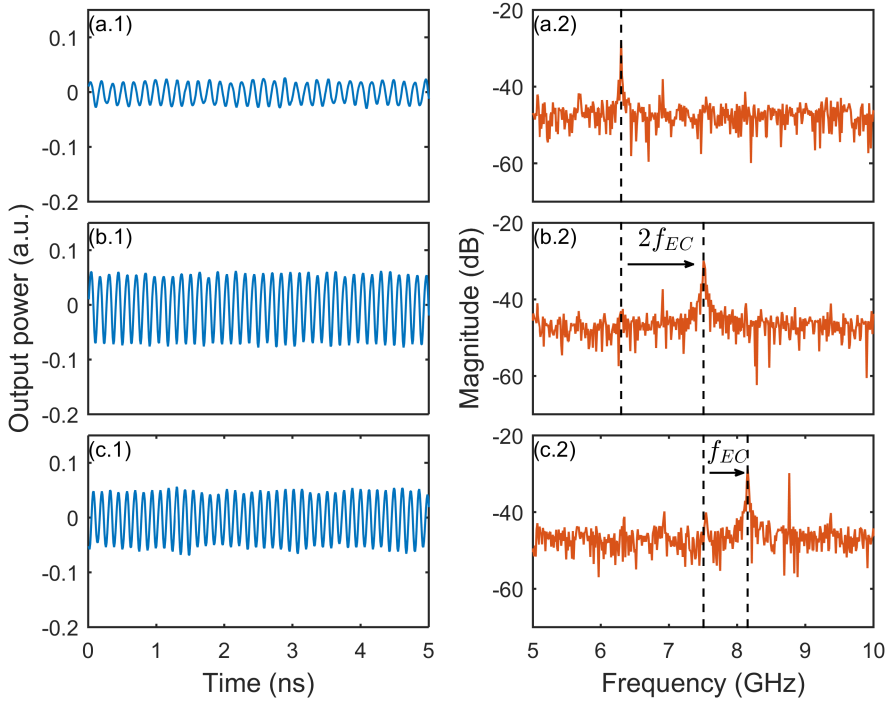 (a.1)
0.1
0
-0.1
-0.2
(a.2)
-20
-40
-60
(b.1)
0.1
0
-0.1
-0.2
(b.2)
2f_EC
-20
-40
-60
(c.1)
0.1
0
-0.1
-0.2
(c.2)
f_EC
-20
-40
-60
Output power (a.u.)
Magnitude (dB)
0 1 2 3 4 5
5 6 7 8 9 10
Time (ns)
Frequency (GHz)